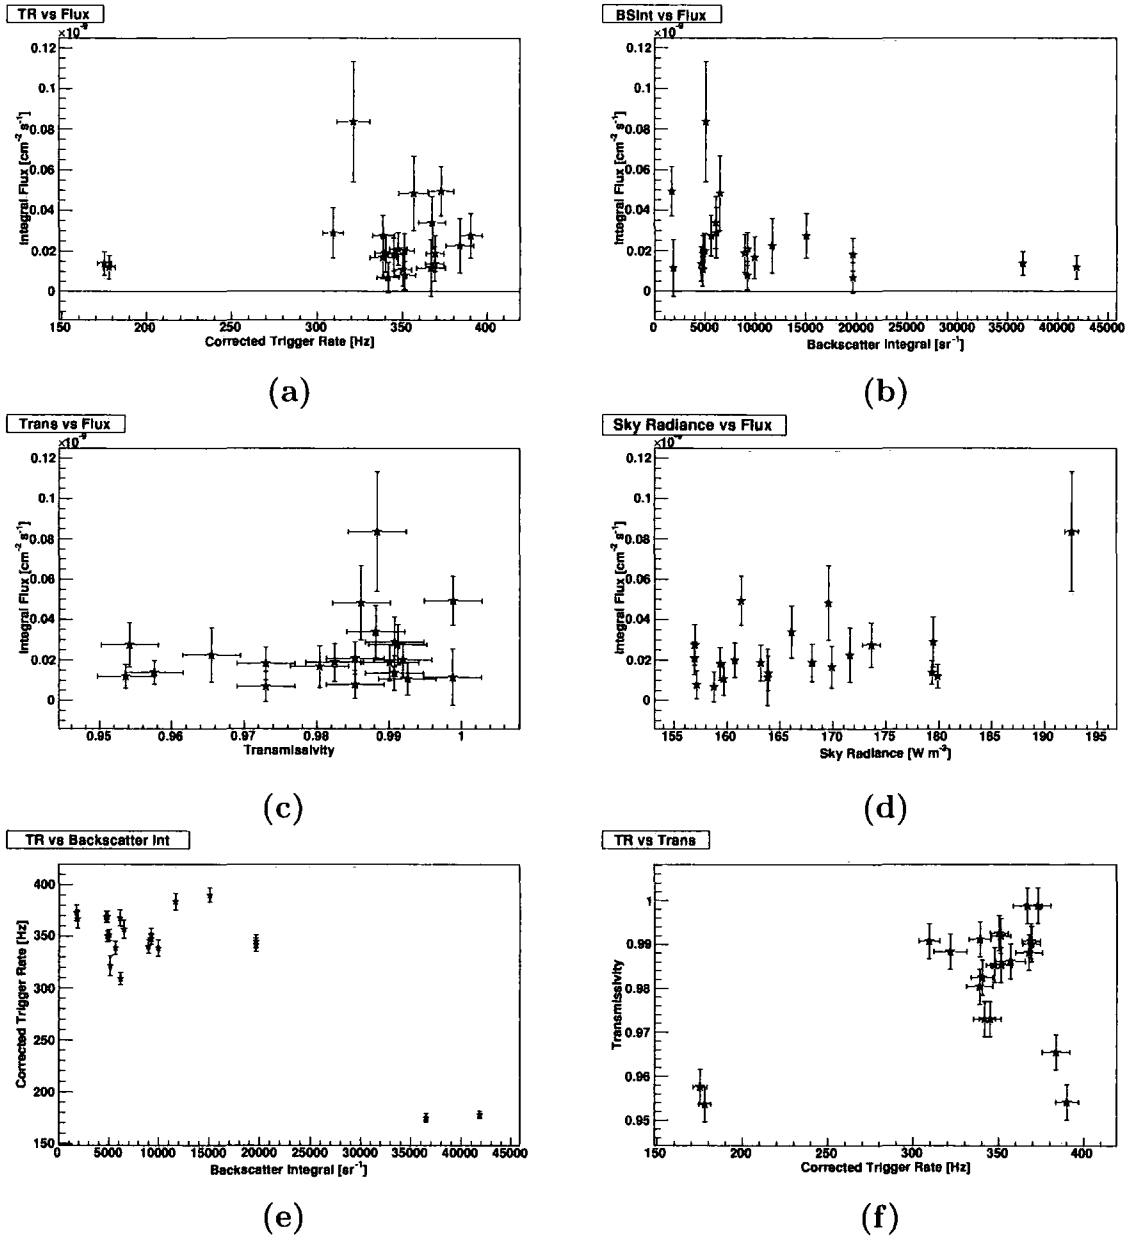 TR vs Flux
×10⁻⁹
0.12
0.1
0.08
0.06
0.04
0.02
0
Integral Flux [cm⁻² s⁻¹]
150 200 250 300 350 400
Corrected Trigger Rate [Hz]
(a)
BSInt vs Flux
×10⁻⁹
0.12
0.1
0.08
0.06
0.04
0.02
0
Integral Flux [cm⁻² s⁻¹]
0 5000 10000 15000 20000 25000 30000 35000 40000 45000
Backscatter Integral [sr⁻¹]
(b)
Trans vs Flux
×10⁻⁹
0.12
0.1
0.08
0.06
0.04
0.02
0
Integral Flux [cm⁻² s⁻¹]
0.95 0.96 0.97 0.98 0.99 1
Transmissivity
(c)
Sky Radiance vs Flux
×10⁻⁹
0.12
0.1
0.08
0.06
0.04
0.02
0
Integral Flux [cm⁻² s⁻¹]
155 160 165 170 175 180 185 190 195
Sky Radiance [W m⁻²]
(d)
TR vs Backscatter Int
400
350
300
250
200
150
Corrected Trigger Rate [Hz]
0 5000 10000 15000 20000 25000 30000 35000 40000 45000
Backscatter Integral [sr⁻¹]
(e)
TR vs Trans
1
0.99
0.98
0.97
0.96
0.95
Transmissivity
150 200 250 300 350 400
Corrected Trigger Rate [Hz]
(f)